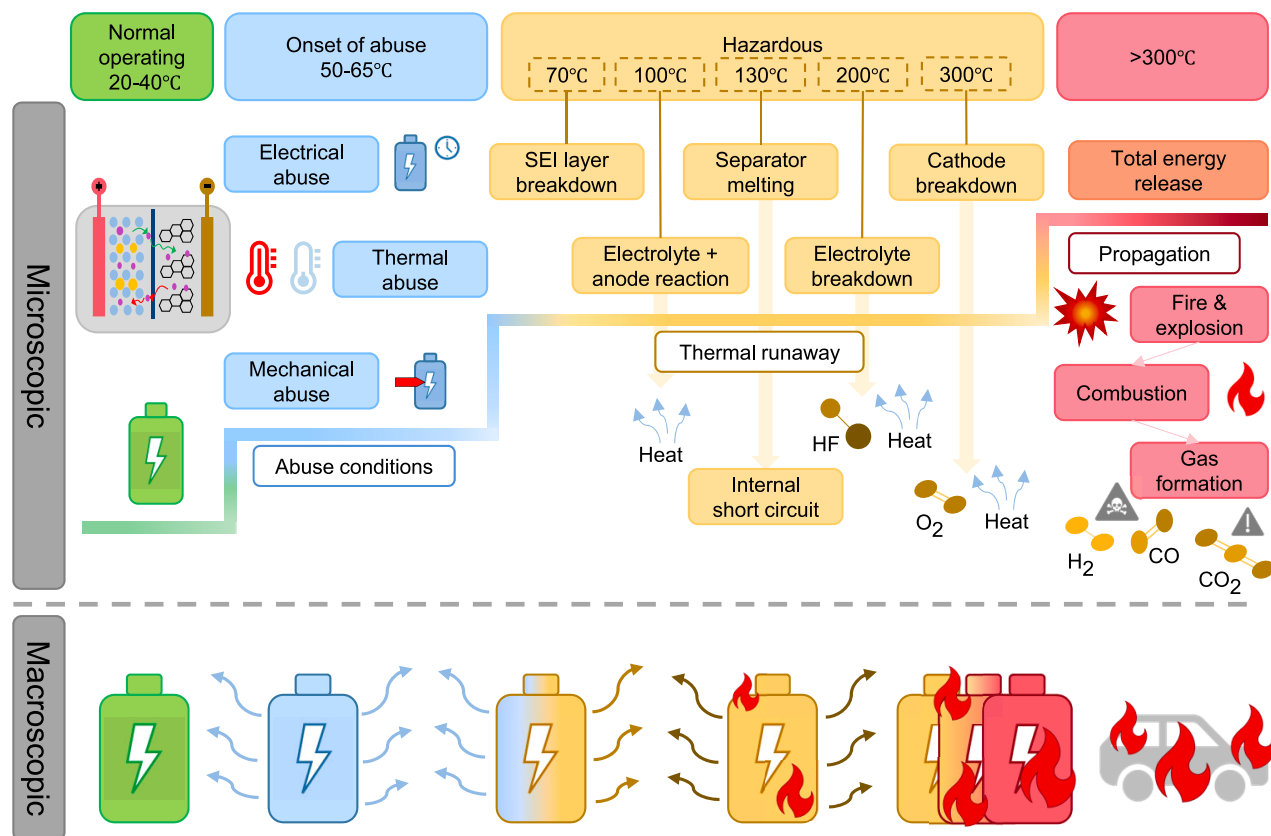 Normal
operating
20-40℃
Onset of abuse
50-65℃
Hazardous
70℃
100℃
130℃
200℃
300℃
>300℃
Microscopic
Electrical
abuse
SEI layer
breakdown
Separator
melting
Cathode
breakdown
Total energy
release
+
-
Thermal
abuse
Electrolyte +
anode reaction
Electrolyte
breakdown
Propagation
Fire &
explosion
Mechanical
abuse
Thermal runaway
Combustion
Abuse conditions
Heat
HF
Heat
Gas
formation
Internal
short circuit
O2
Heat
H2
CO
CO2
!
Macroscopic